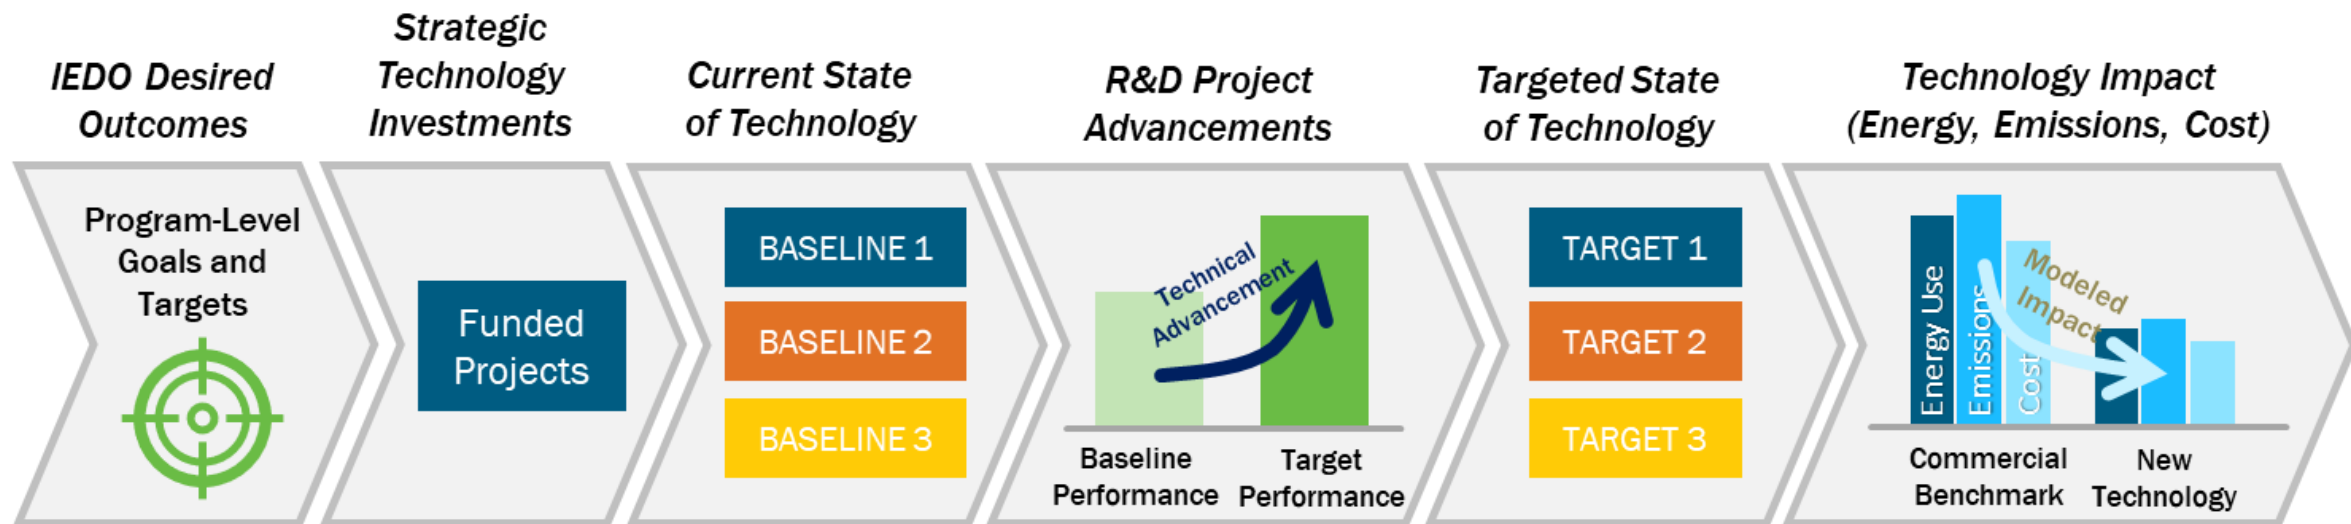 IEDO Desired
Outcomes
Strategic
Technology
Investments
Current State
of Technology
R&D Project
Advancements
Targeted State
of Technology
Technology Impact
(Energy, Emissions, Cost)
Program-Level
Goals and
Targets
Funded
Projects
BASELINE 1
BASELINE 2
BASELINE 3
Technical
Advancement
Baseline
Performance
Target
Performance
TARGET 1
TARGET 2
TARGET 3
Energy Use
Emissions
Cost
Modeled
Impact
Commercial
Benchmark
New
Technology